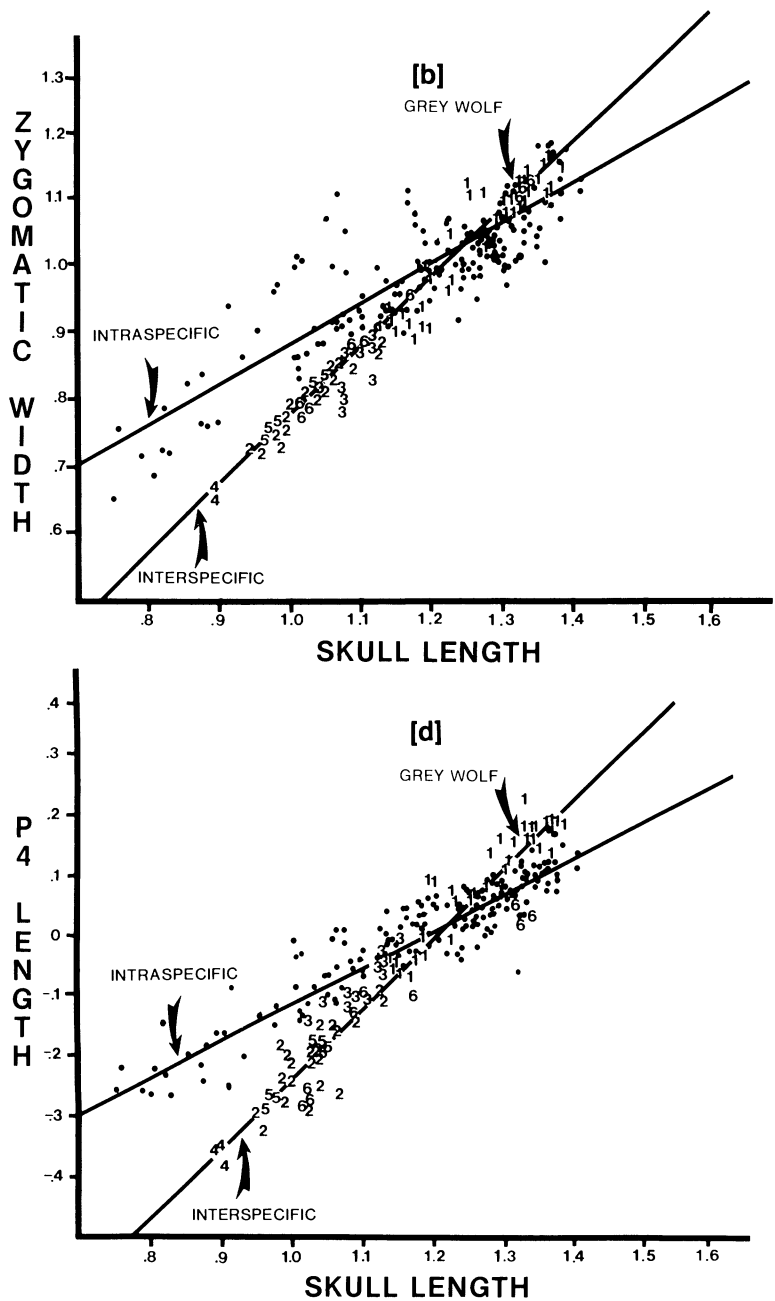 [b]
GREY WOLF
ZYGOMATIC WIDTH
1.3
1.2
1.1
1.0
.9
.8
.7
.6
INTRASPECIFIC
INTERSPECIFIC
.8 .9 1.0 1.1 1.2 1.3 1.4 1.5 1.6
SKULL LENGTH
[d]
GREY WOLF
P4 LENGTH
.4
.3
.2
.1
0
-.1
-.2
-.3
-.4
INTRASPECIFIC
INTERSPECIFIC
.8 .9 1.0 1.1 1.2 1.3 1.4 1.5 1.6
SKULL LENGTH